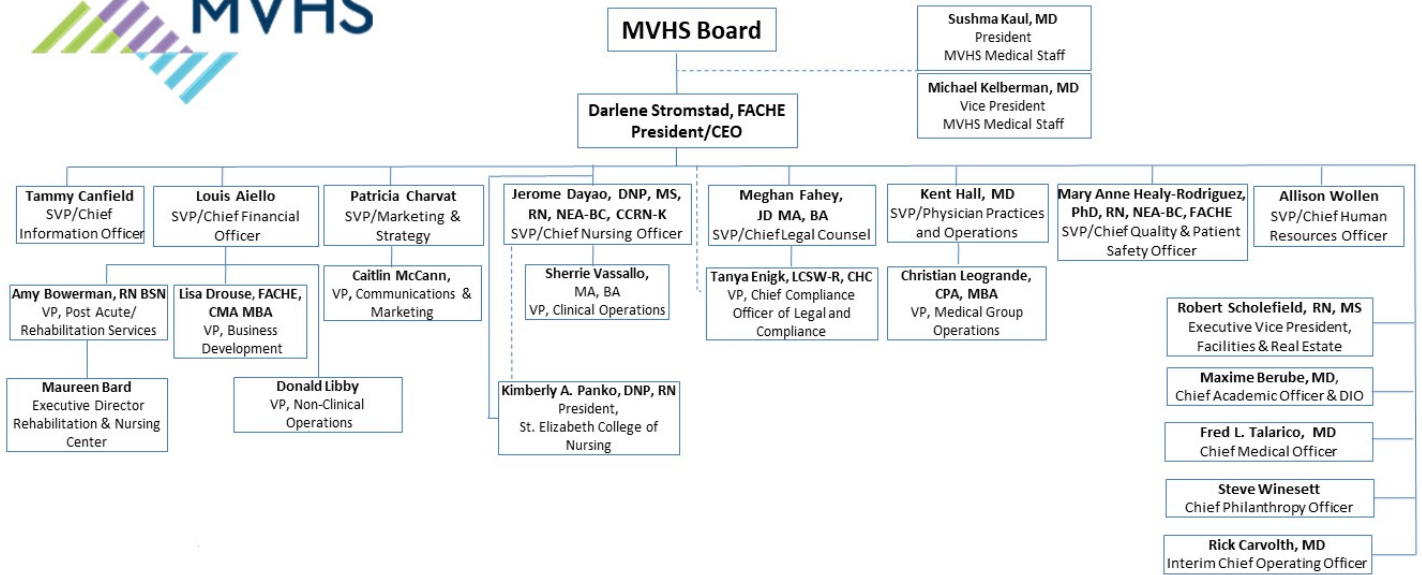 MVHS
MVHS Board
Sushma Kaul, MD
President
MVHS Medical Staff
Michael Kelberman, MD
Vice President
MVHS Medical Staff
Darlene Stromstad, FACHE
President/CEO
Tammy Canfield
SVP/Chief
Information Officer
Louis Aiello
SVP/Chief Financial
Officer
Patricia Charvat
SVP/Marketing &
Strategy
Jerome Dayao, DNP, MS,
RN, NEA-BC, CCRN-K
SVP/Chief Nursing Officer
Meghan Fahey,
JD MA, BA
SVP/Chief Legal Counsel
Kent Hall, MD
SVP/Physician Practices
and Operations
Mary Anne Healy-Rodriguez,
PhD, RN, NEA-BC, FACHE
SVP/Chief Quality & Patient
Safety Officer
Allison Wollen
SVP/Chief Human
Resources Officer
Amy Bowerman, RN BSN
VP, Post Acute/
Rehabilitation Services
Lisa Drouse, FACHE,
CMA MBA
VP, Business
Development
Caitlin McCann,
VP, Communications &
Marketing
Sherrie Vassallo,
MA, BA
VP, Clinical Operations
Tanya Enigk, LCSW-R, CHC
VP, Chief Compliance
Officer of Legal and
Compliance
Christian Leogrande,
CPA, MBA
VP, Medical Group
Operations
Maureen Bard
Executive Director
Rehabilitation & Nursing
Center
Donald Libby
VP, Non-Clinical
Operations
Kimberly A. Panko, DNP, RN
President,
St. Elizabeth College of
Nursing
Robert Scholefield, RN, MS
Executive Vice President,
Facilities & Real Estate
Maxime Berube, MD,
Chief Academic Officer & DIO
Fred L. Talarico, MD
Chief Medical Officer
Steve Winesett
Chief Philanthropy Officer
Rick Carvolth, MD
Interim Chief Operating Officer